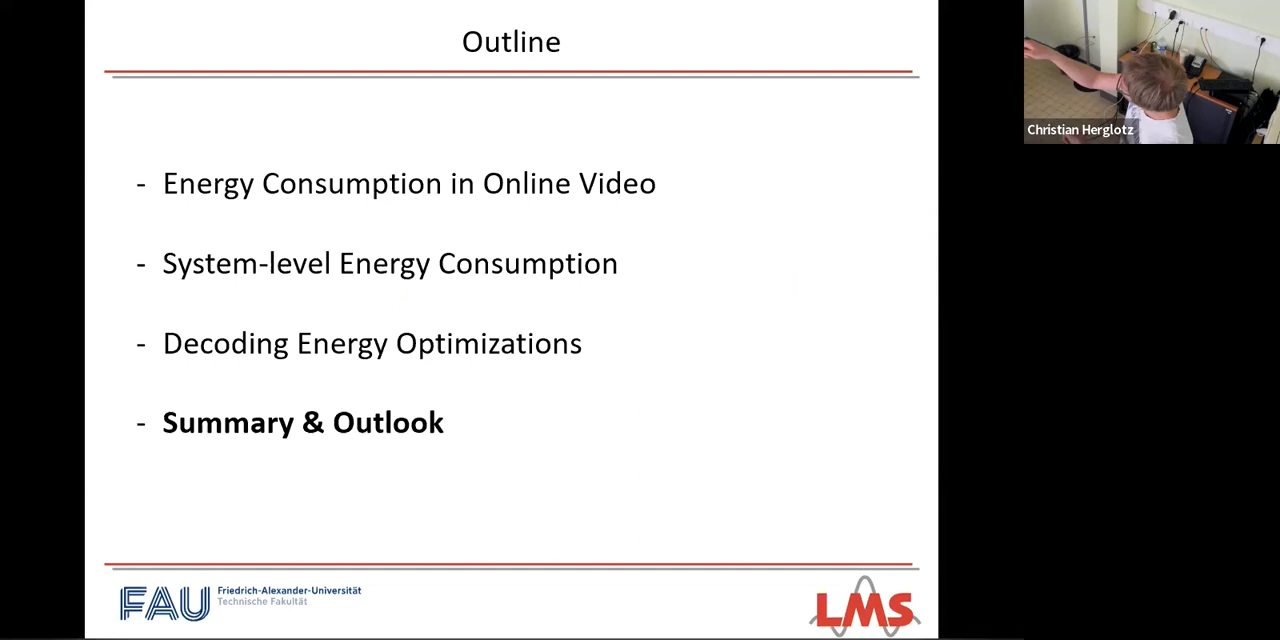 Outline
Christian Herglotz
- Energy Consumption in Online Video
- System-level Energy Consumption
- Decoding Energy Optimizations
- Summary & Outlook
FAU Friedrich-Alexander-Universität
Technische Fakultät
LMS